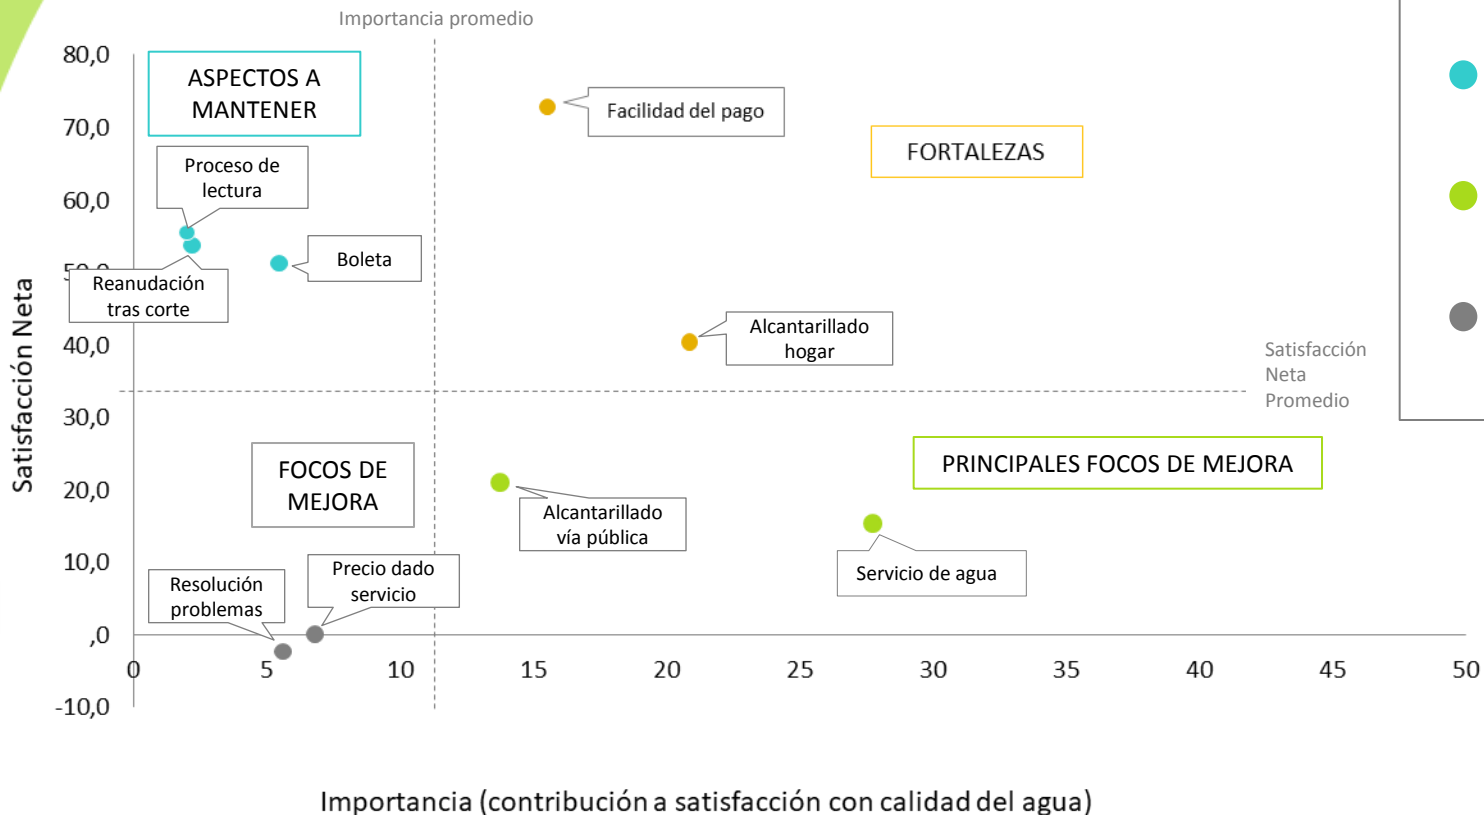 Importancia promedio
80,0
70,0
60,0
40,0
30,0
20,0
10,0
,0
-10,0
Satisfacción Neta
ASPECTOS A
MANTENER
Proceso de
lectura
Reanudación
tras corte
Boleta
Facilidad del pago
FORTALEZAS
Alcantarillado
hogar
Satisfacción
Neta
Promedio
FOCOS DE
MEJORA
PRINCIPALES FOCOS DE MEJORA
Alcantarillado
vía pública
Servicio de agua
Precio dado
servicio
Resolución
problemas
0 5 10 15 20 25 30 35 40 45 50
Importancia (contribución a satisfacción con calidad del agua)